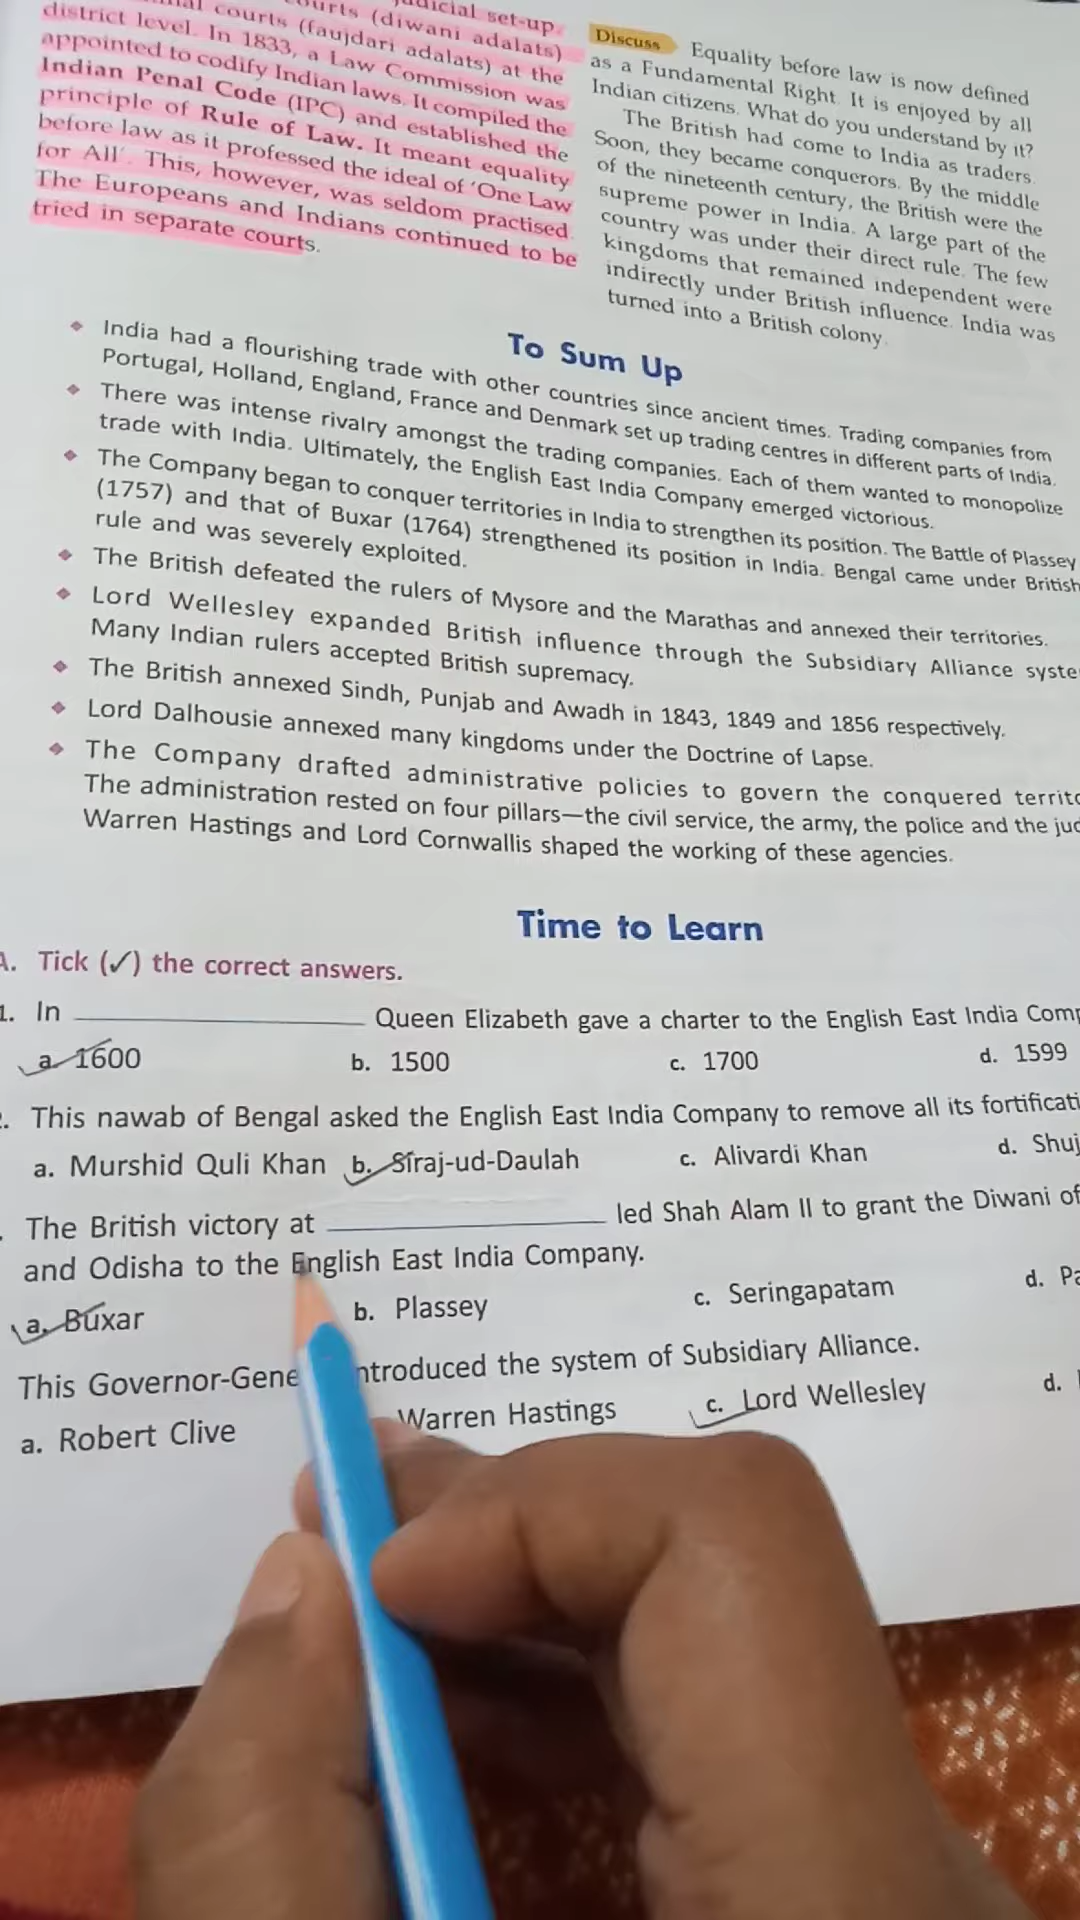 judicial set-up.
courts (diwani adalats)
courts (faujdari adalats) at the
district level. In 1833, a Law Commission was
appointed to codify Indian laws. It compiled the
Indian Penal Code (IPC) and established the
principle of Rule of Law. It meant equality
before law as it professed the ideal of 'One Law
for All'. This, however, was seldom practised.
The Europeans and Indians continued to be
tried in separate courts.
Discuss Equality before law is now defined
as a Fundamental Right. It is enjoyed by all
Indian citizens. What do you understand by it?
The British had come to India as traders.
Soon, they became conquerors. By the middle
of the nineteenth century, the British were the
supreme power in India. A large part of the
country was under their direct rule. The few
kingdoms that remained independent were
indirectly under British influence. India was
turned into a British colony.
To Sum Up
❖ India had a flourishing trade with other countries since ancient times. Trading companies from
Portugal, Holland, England, France and Denmark set up trading centres in different parts of India.
❖ There was intense rivalry amongst the trading companies. Each of them wanted to monopolize
trade with India. Ultimately, the English East India Company emerged victorious.
❖ The Company began to conquer territories in India to strengthen its position. The Battle of Plassey
(1757) and that of Buxar (1764) strengthened its position in India. Bengal came under British
rule and was severely exploited.
❖ The British defeated the rulers of Mysore and the Marathas and annexed their territories.
❖ Lord Wellesley expanded British influence through the Subsidiary Alliance syste
Many Indian rulers accepted British supremacy.
❖ The British annexed Sindh, Punjab and Awadh in 1843, 1849 and 1856 respectively.
❖ Lord Dalhousie annexed many kingdoms under the Doctrine of Lapse.
❖ The Company drafted administrative policies to govern the conquered territo
The administration rested on four pillars—the civil service, the army, the police and the jud
Warren Hastings and Lord Cornwallis shaped the working of these agencies.
Time to Learn
A. Tick (✓) the correct answers.
1. In ____________ Queen Elizabeth gave a charter to the English East India Comp
a. 1600 b. 1500 c. 1700 d. 1599
This nawab of Bengal asked the English East India Company to remove all its fortificati
a. Murshid Quli Khan b. Siraj-ud-Daulah c. Alivardi Khan d. Shuj
The British victory at ____________ led Shah Alam II to grant the Diwani of
and Odisha to the English East India Company.
a. Buxar b. Plassey c. Seringapatam d. Pa
This Governor-Gene ntroduced the system of Subsidiary Alliance.
a. Robert Clive Warren Hastings c. Lord Wellesley d.